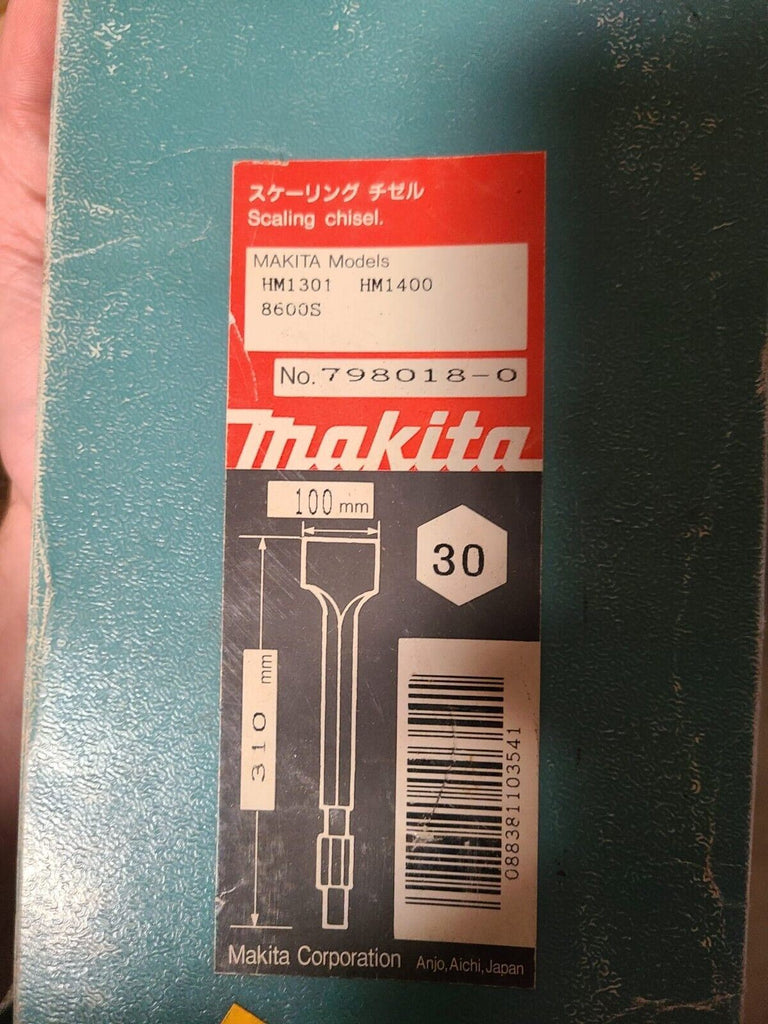 スケーリング チゼル
Scaling chisel.
MAKITA Models
HM1301 HM1400
8600S
No. 798018-0
makita
100 mm
30
310 mm
088381103541
Makita Corporation Anjo, Aichi, Japan